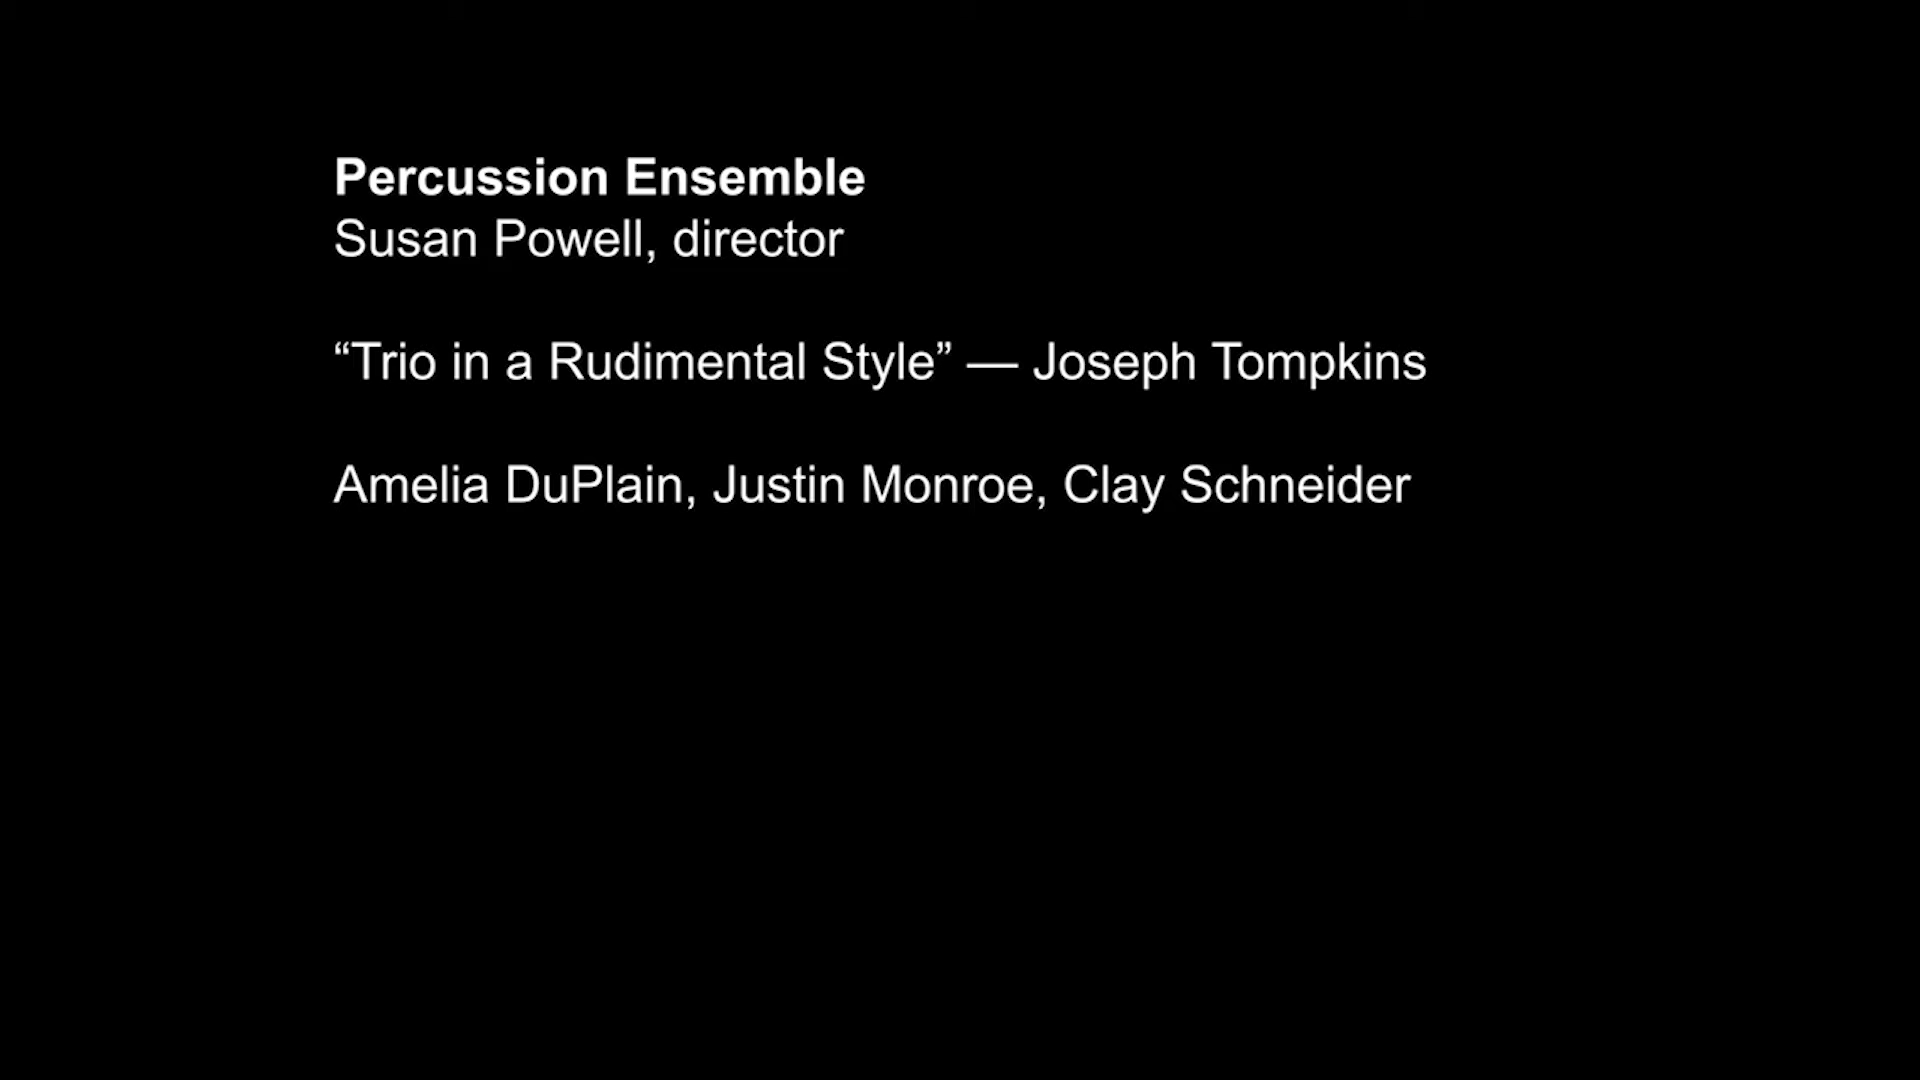 Percussion Ensemble
Susan Powell, director
“Trio in a Rudimental Style” — Joseph Tompkins
Amelia DuPlain, Justin Monroe, Clay Schneider